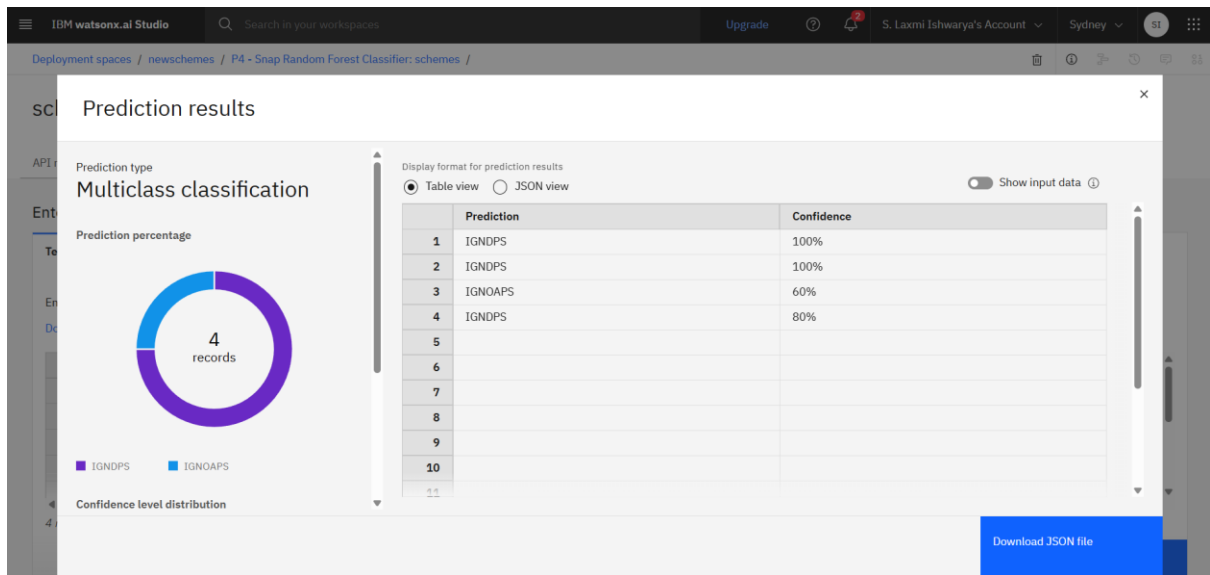 IBM watsonx.ai Studio Search in your workspaces Upgrade 2 S. Laxmi Ishwarya's Account Sydney SI
Deployment spaces / newschemes / P4 - Snap Random Forest Classifier: schemes /
Prediction results
API
Prediction type
Multiclass classification
Prediction percentage
4
records
IGNDPS IGNOAPS
Confidence level distribution
Display format for prediction results
Table view JSON view Show input data
Prediction Confidence
1 IGNDPS 100%
2 IGNDPS 100%
3 IGNOAPS 60%
4 IGNDPS 80%
5
6
7
8
9
10
11
4
Download JSON file